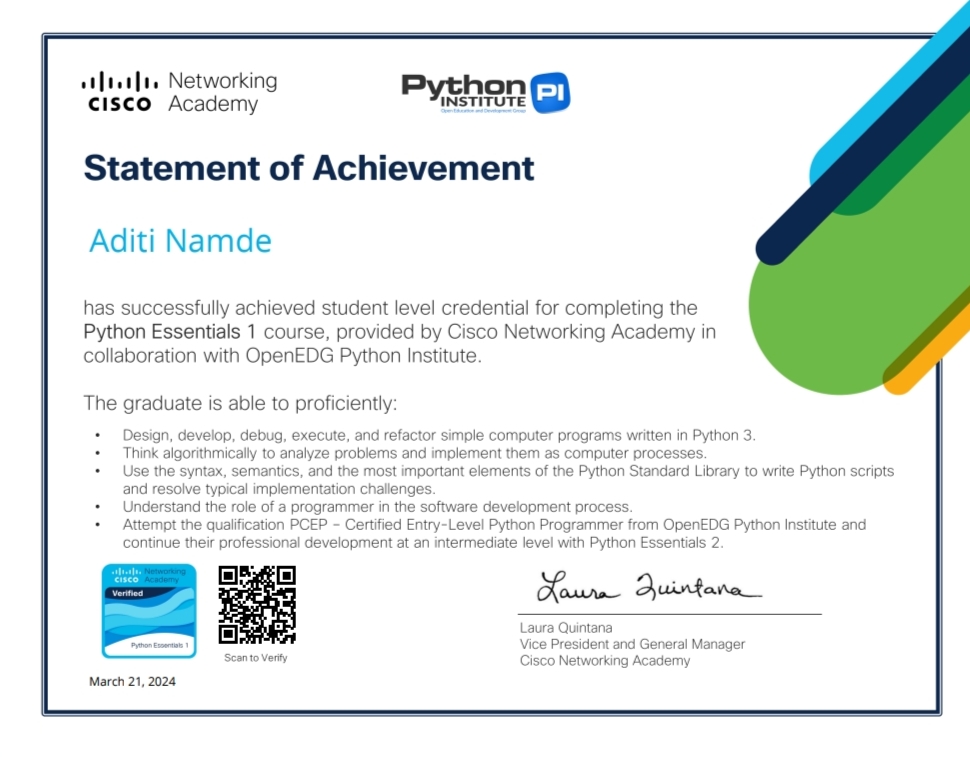 Networking
CISCO Academy
Python
INSTITUTE PI
Open Education and Development Group
Statement of Achievement
Aditi Namde
has successfully achieved student level credential for completing the
Python Essentials 1 course, provided by Cisco Networking Academy in
collaboration with OpenEDG Python Institute.
The graduate is able to proficiently:
• Design, develop, debug, execute, and refactor simple computer programs written in Python 3.
• Think algorithmically to analyze problems and implement them as computer processes.
• Use the syntax, semantics, and the most important elements of the Python Standard Library to write Python scripts
and resolve typical implementation challenges.
• Understand the role of a programmer in the software development process.
• Attempt the qualification PCEP – Certified Entry-Level Python Programmer from OpenEDG Python Institute and
continue their professional development at an intermediate level with Python Essentials 2.
Networking
CISCO Academy
Verified
Python Essentials 1
Scan to Verify
March 21, 2024
Laura Quintana
Laura Quintana
Vice President and General Manager
Cisco Networking Academy